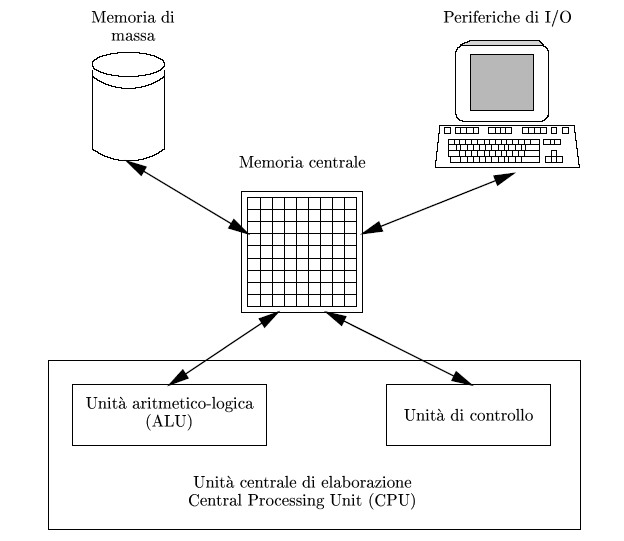 Memoria di
massa
Periferiche di I/O
Memoria centrale
Unità aritmetico-logica
(ALU)
Unità di controllo
Unità centrale di elaborazione
Central Processing Unit (CPU)